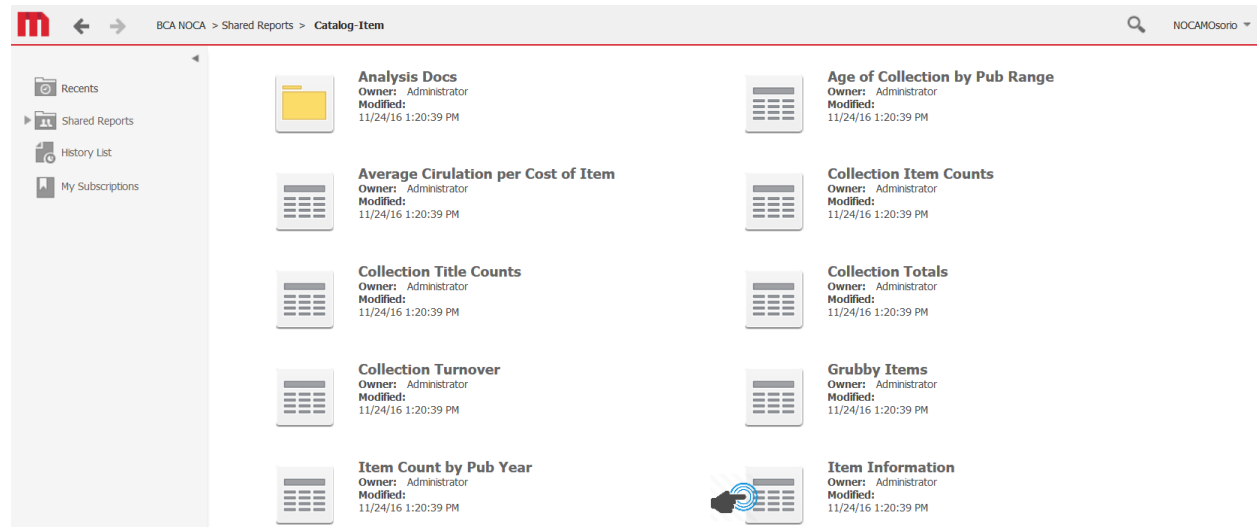 BCA NOCA > Shared Reports > Catalog-Item
NOCAMOsorio
Recents
Shared Reports
History List
My Subscriptions
Analysis Docs
Owner: Administrator
Modified:
11/24/16 1:20:39 PM
Age of Collection by Pub Range
Owner: Administrator
Modified:
11/24/16 1:20:39 PM
Average Cirulation per Cost of Item
Owner: Administrator
Modified:
11/24/16 1:20:39 PM
Collection Item Counts
Owner: Administrator
Modified:
11/24/16 1:20:39 PM
Collection Title Counts
Owner: Administrator
Modified:
11/24/16 1:20:39 PM
Collection Totals
Owner: Administrator
Modified:
11/24/16 1:20:39 PM
Collection Turnover
Owner: Administrator
Modified:
11/24/16 1:20:39 PM
Grubby Items
Owner: Administrator
Modified:
11/24/16 1:20:39 PM
Item Count by Pub Year
Owner: Administrator
Modified:
11/24/16 1:20:39 PM
Item Information
Owner: Administrator
Modified:
11/24/16 1:20:39 PM